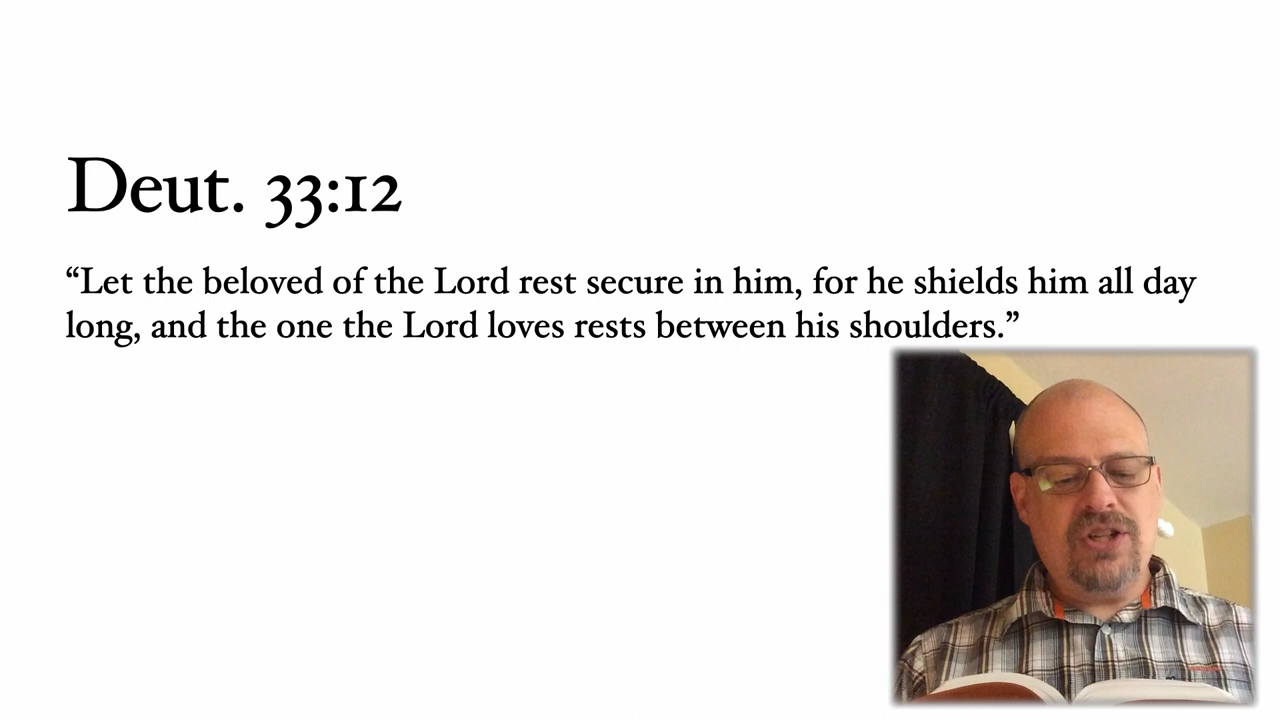 Deut. 33:12
“Let the beloved of the Lord rest secure in him, for he shields him all day
long, and the one the Lord loves rests between his shoulders.”